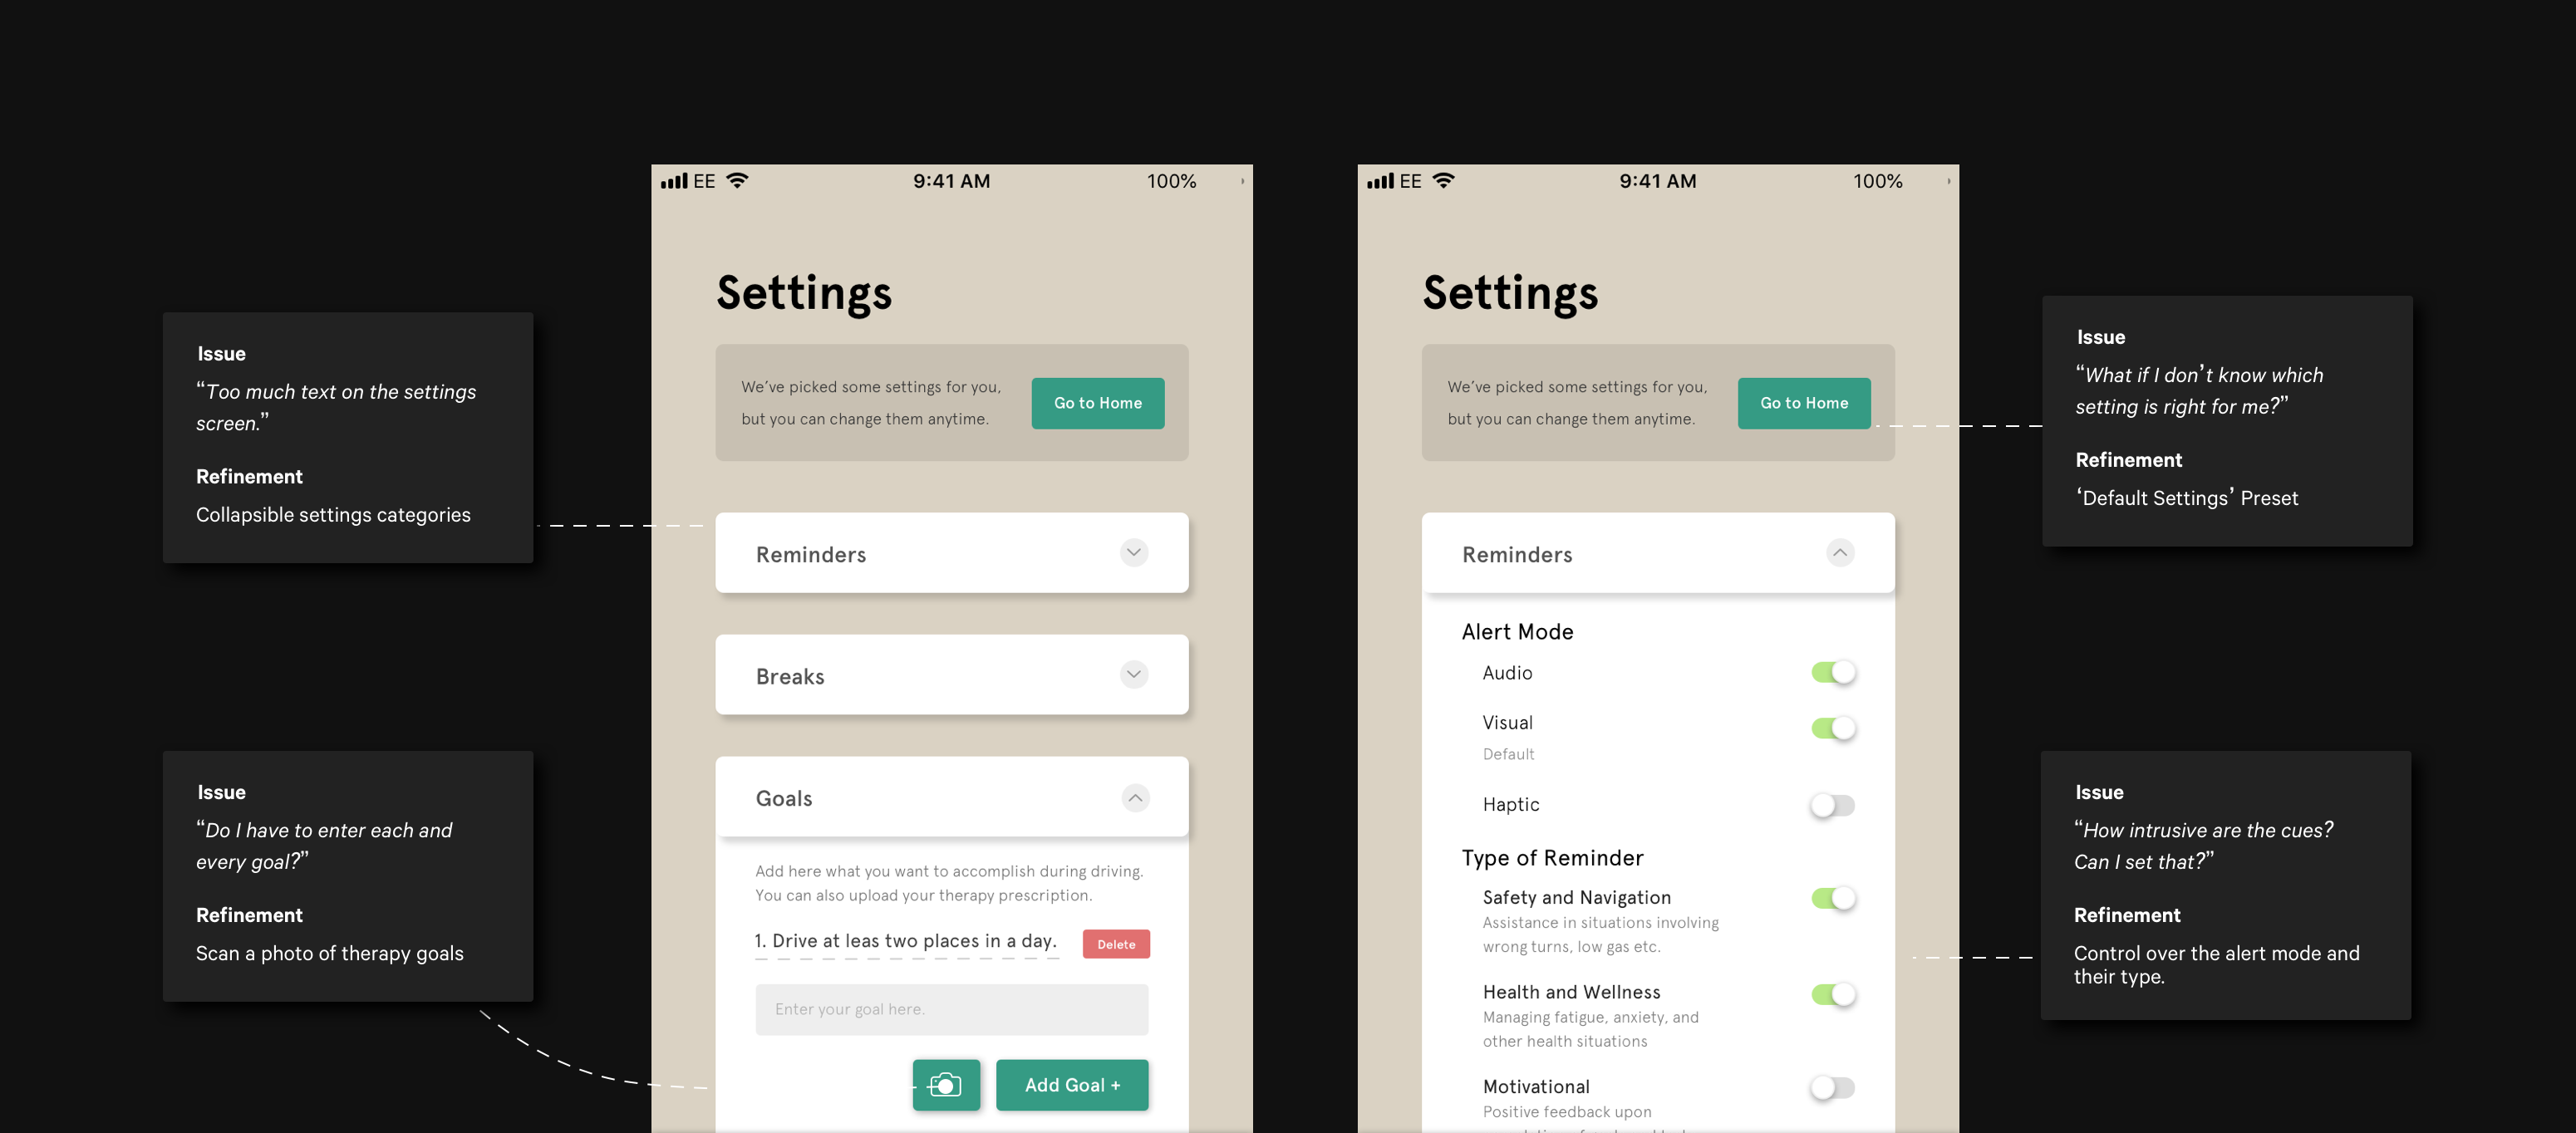 Issue
“Too much text on the settings
screen.”
Refinement
Collapsible settings categories
Issue
“Do I have to enter each and
every goal?”
Refinement
Scan a photo of therapy goals
EE
9:41 AM
100%
Settings
We’ve picked some settings for you,
but you can change them anytime.
Go to Home
Reminders
Breaks
Goals
Add here what you want to accomplish during driving.
You can also upload your therapy prescription.
1. Drive at leas two places in a day.
Delete
Enter your goal here.
Add Goal +
EE
9:41 AM
100%
Settings
We’ve picked some settings for you,
but you can change them anytime.
Go to Home
Reminders
Alert Mode
Audio
Visual
Default
Haptic
Type of Reminder
Safety and Navigation
Assistance in situations involving
wrong turns, low gas etc.
Health and Wellness
Managing fatigue, anxiety, and
other health situations
Motivational
Positive feedback upon
Issue
“What if I don’t know which
setting is right for me?”
Refinement
‘Default Settings’ Preset
Issue
“How intrusive are the cues?
Can I set that?”
Refinement
Control over the alert mode and
their type.